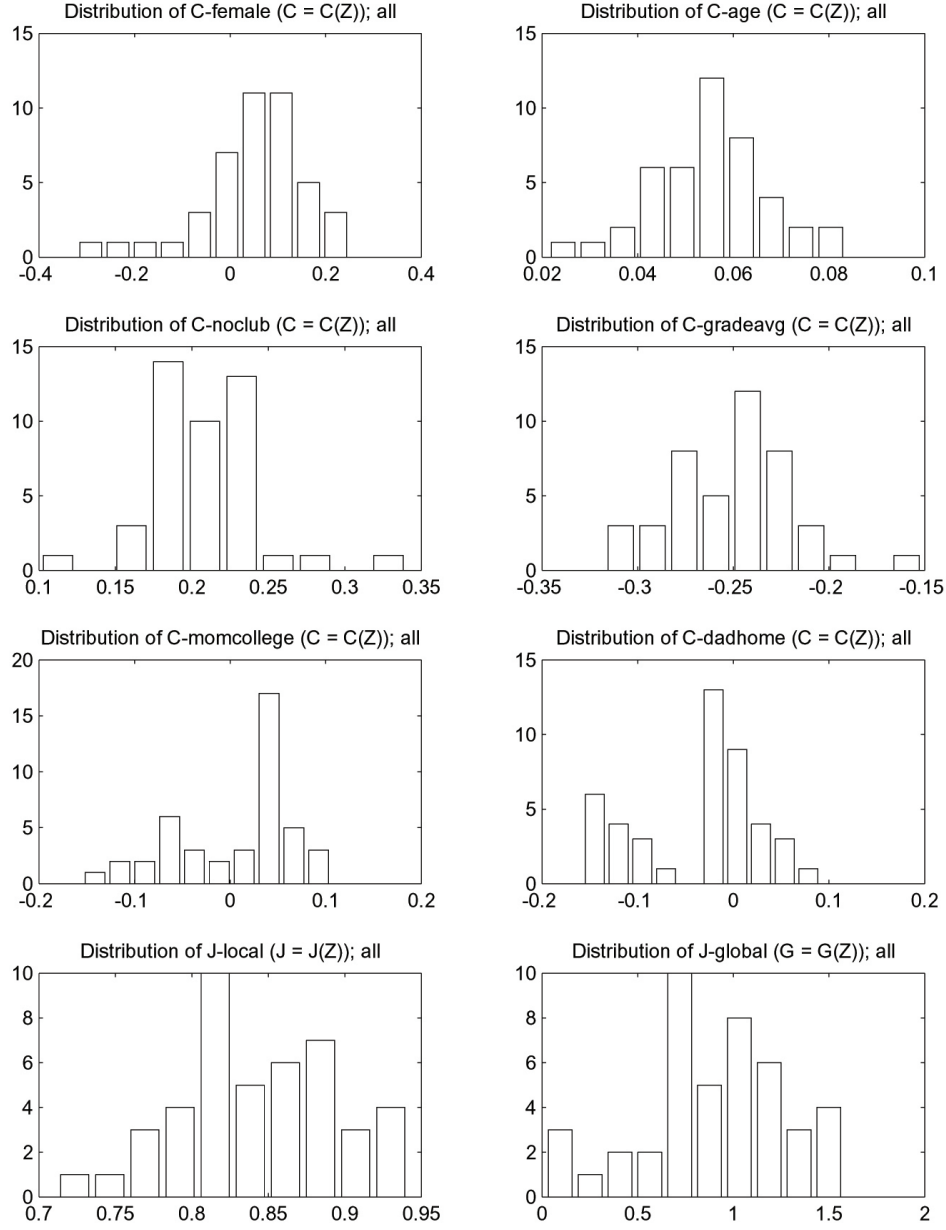 Distribution of C-female (C = C(Z)); all
15
10
5
0
-0.4 -0.2 0 0.2 0.4
Distribution of C-age (C = C(Z)); all
15
10
5
0
0.02 0.04 0.06 0.08 0.1
Distribution of C-noclub (C = C(Z)); all
15
10
5
0
0.1 0.15 0.2 0.25 0.3 0.35
Distribution of C-gradeavg (C = C(Z)); all
15
10
5
0
-0.35 -0.3 -0.25 -0.2 -0.15
Distribution of C-momcollege (C = C(Z)); all
20
15
10
5
0
-0.2 -0.1 0 0.1 0.2
Distribution of C-dadhome (C = C(Z)); all
15
10
5
0
-0.2 -0.1 0 0.1 0.2
Distribution of J-local (J = J(Z)); all
10
8
6
4
2
0
0.7 0.75 0.8 0.85 0.9 0.95
Distribution of J-global (G = G(Z)); all
10
8
6
4
2
0
0 0.5 1 1.5 2